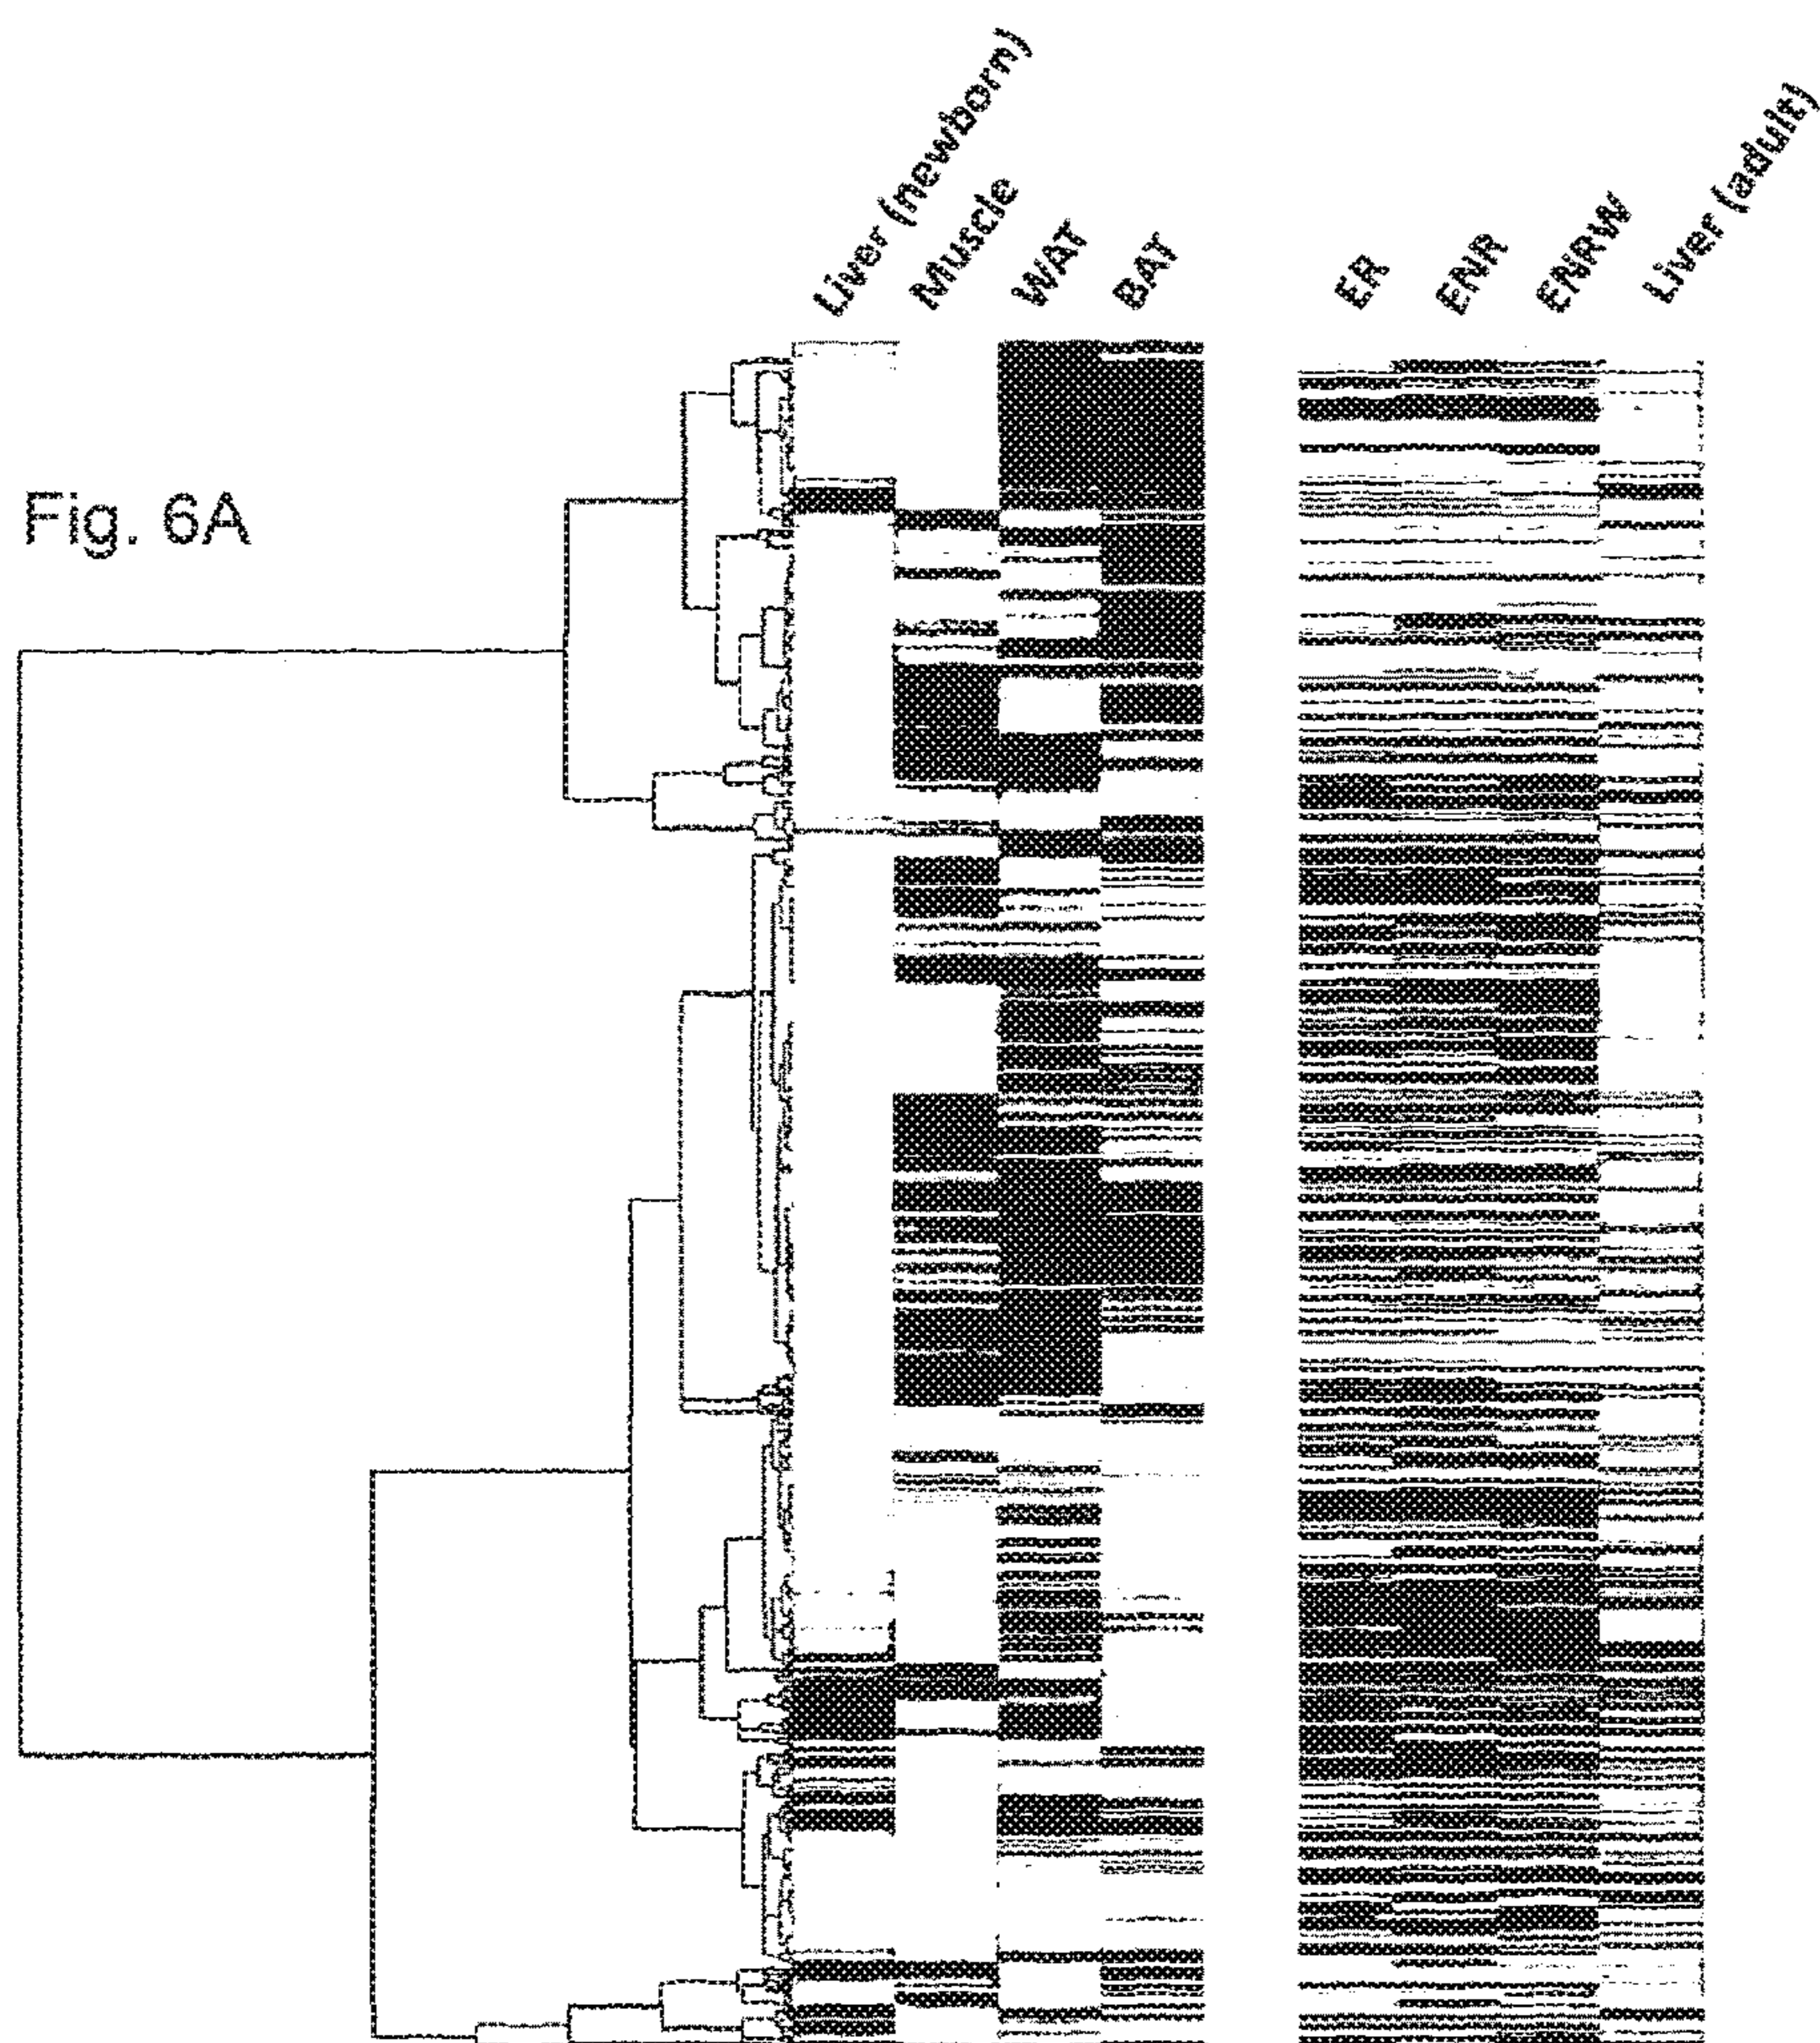 Liver (newborn)
Muscle
WAT
BAT
ER
ENR
ENRW
Liver (adult)
Fig. 6A